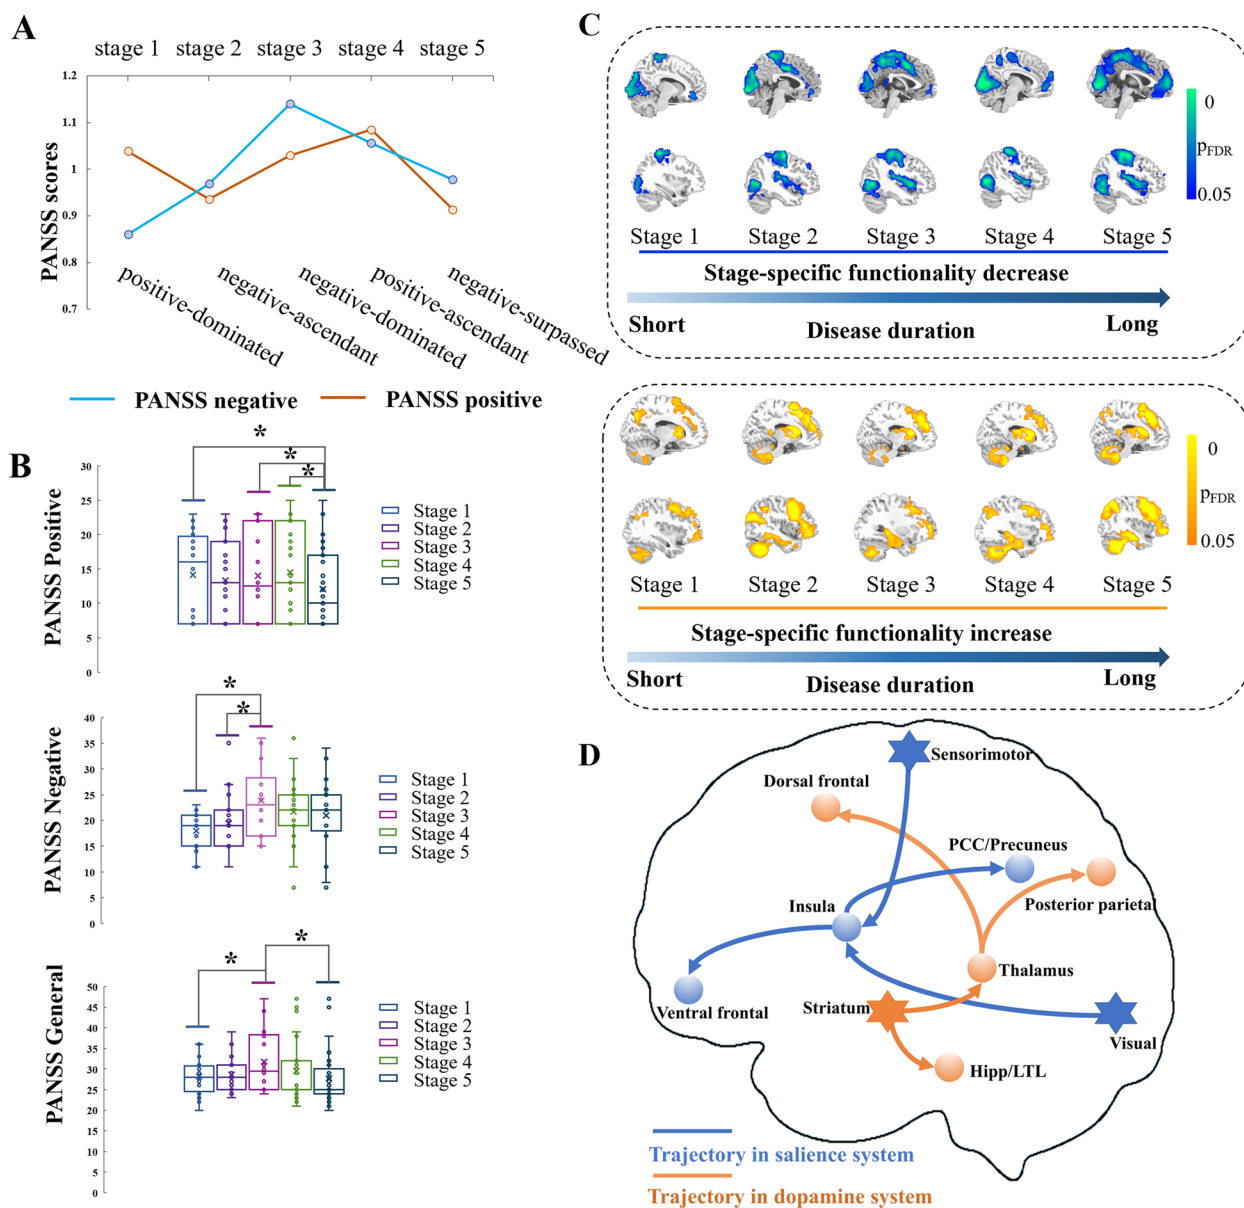 A
stage 1 stage 2 stage 3 stage 4 stage 5
1.2
1.1
1
0.9
0.8
0.7
PANSS scores
positive-dominated
negative-ascendant
negative-dominated
positive-ascendant
negative-surpassed
PANSS negative PANSS positive
B
PANSS Positive
30
25
20
15
10
5
0
* * *
Stage 1
Stage 2
Stage 3
Stage 4
Stage 5
PANSS Negative
40
35
30
25
20
15
10
5
0
* *
Stage 1
Stage 2
Stage 3
Stage 4
Stage 5
PANSS General
50
45
40
35
30
25
20
15
10
5
0
* *
Stage 1
Stage 2
Stage 3
Stage 4
Stage 5
C
0
pFDR
0.05
Stage 1 Stage 2 Stage 3 Stage 4 Stage 5
Stage-specific functionality decrease
Short Disease duration Long
0
pFDR
0.05
Stage 1 Stage 2 Stage 3 Stage 4 Stage 5
Stage-specific functionality increase
Short Disease duration Long
D
Sensorimotor
Dorsal frontal
PCC/Precuneus
Insula
Posterior parietal
Thalamus
Ventral frontal
Striatum
Visual
Hipp/LTL
Trajectory in salience system
Trajectory in dopamine system